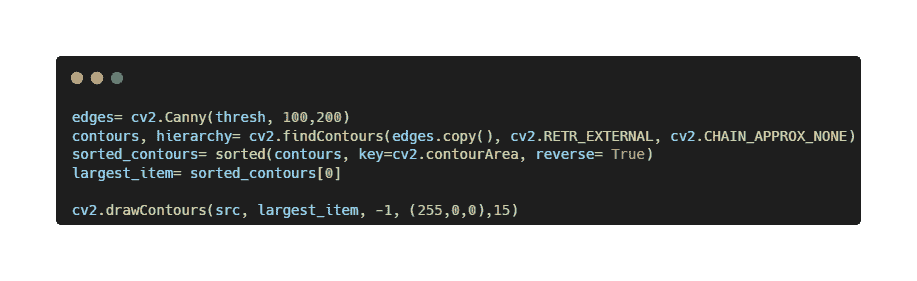 edges= cv2.Canny(thresh, 100,200)
contours, hierarchy= cv2.findContours(edges.copy(), cv2.RETR_EXTERNAL, cv2.CHAIN_APPROX_NONE)
sorted_contours= sorted(contours, key=cv2.contourArea, reverse= True)
largest_item= sorted_contours[0]
cv2.drawContours(src, largest_item, -1, (255,0,0),15)